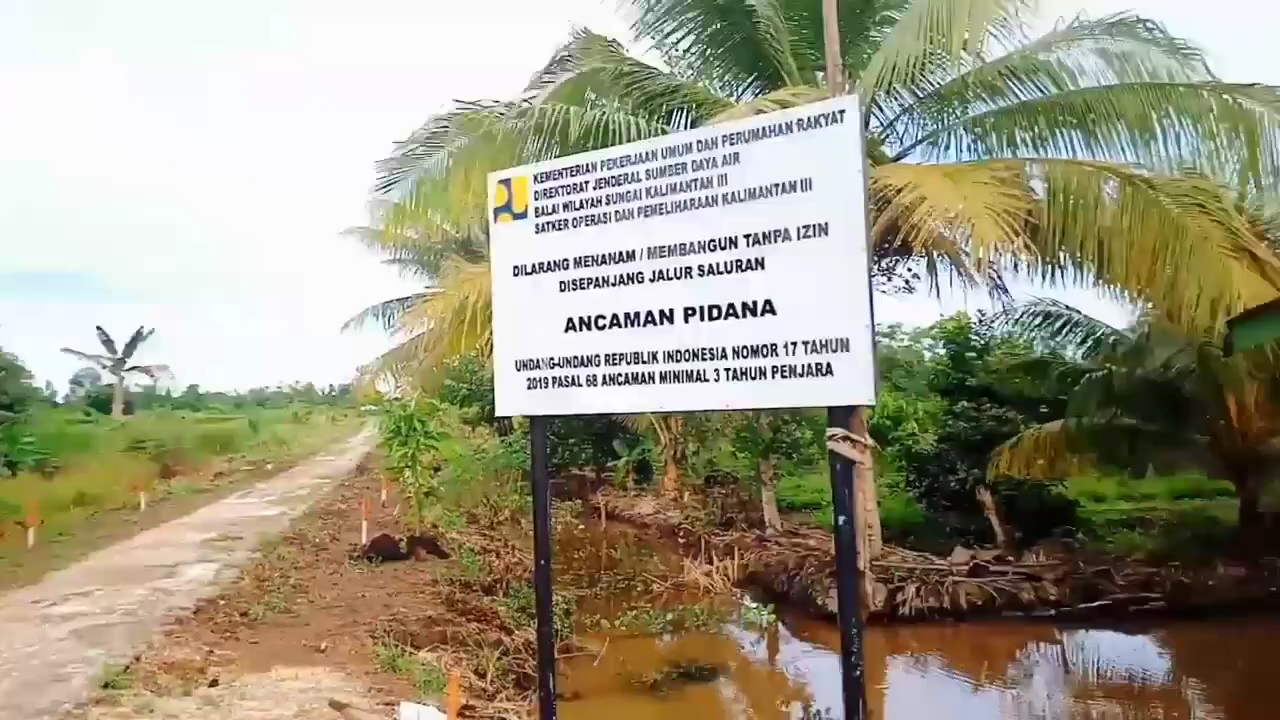 KEMENTERIAN PEKERJAAN UMUM DAN PERUMAHAN RAKYAT
DIREKTORAT JENDERAL SUMBER DAYA AIR
BALAI WILAYAH SUNGAI KALIMANTAN III
SATKER OPERASI DAN PEMELIHARAAN KALIMANTAN III
DILARANG MENANAM / MEMBANGUN TANPA IZIN
DISEPANJANG JALUR SALURAN
ANCAMAN PIDANA
UNDANG-UNDANG REPUBLIK INDONESIA NOMOR 17 TAHUN
2019 PASAL 68 ANCAMAN MINIMAL 3 TAHUN PENJARA